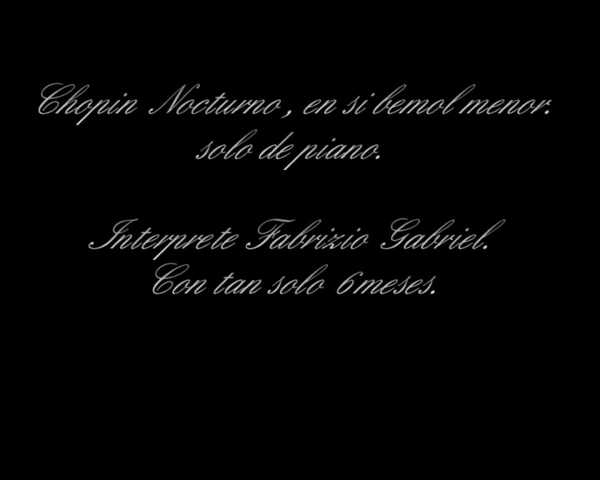 Chopin Nocturno, en si bemol menor.
solo de piano.
Interprete Fabrizio Gabriel.
Con tan solo 6meses.